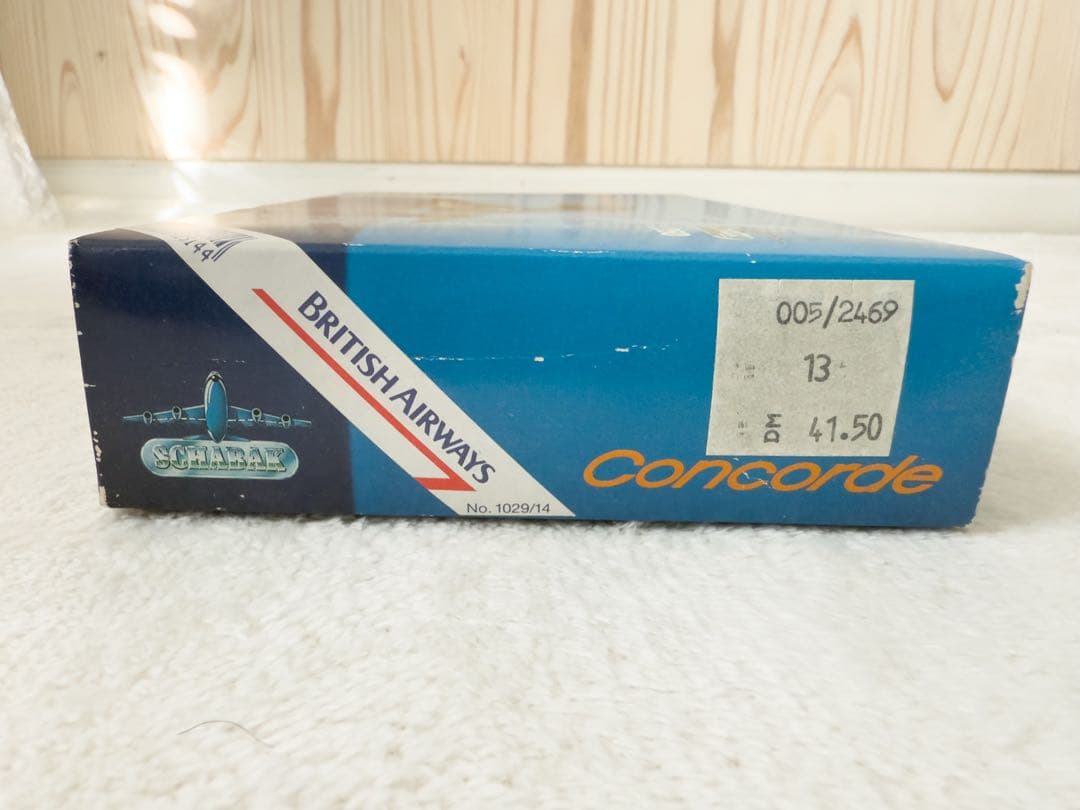 BRITISH AIRWAYS
No. 1029/14
SCHABAK
005/2469
13
DM 41.50
Concorde